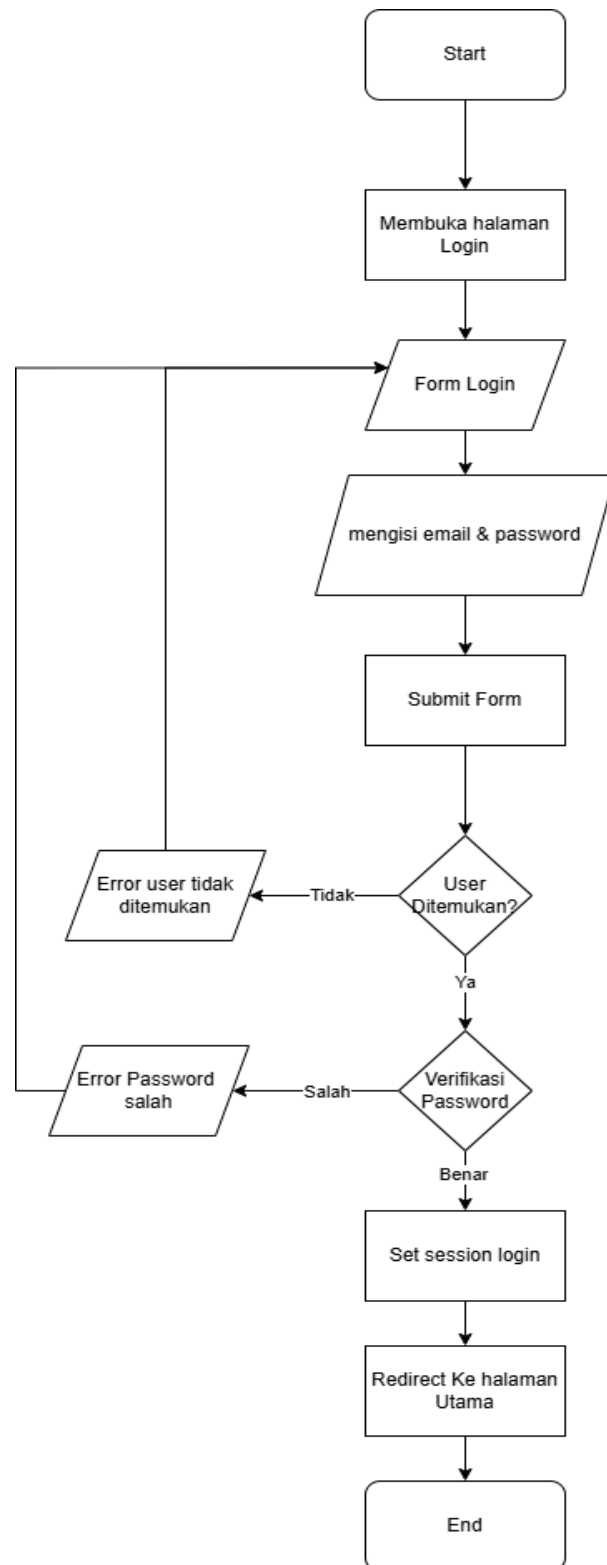 Start
Membuka halaman
Login
Form Login
mengisi email & password
Submit Form
User
Ditemukan?
Tidak
Error user tidak
ditemukan
Ya
Verifikasi
Password
Salah
Error Password
salah
Benar
Set session login
Redirect Ke halaman
Utama
End